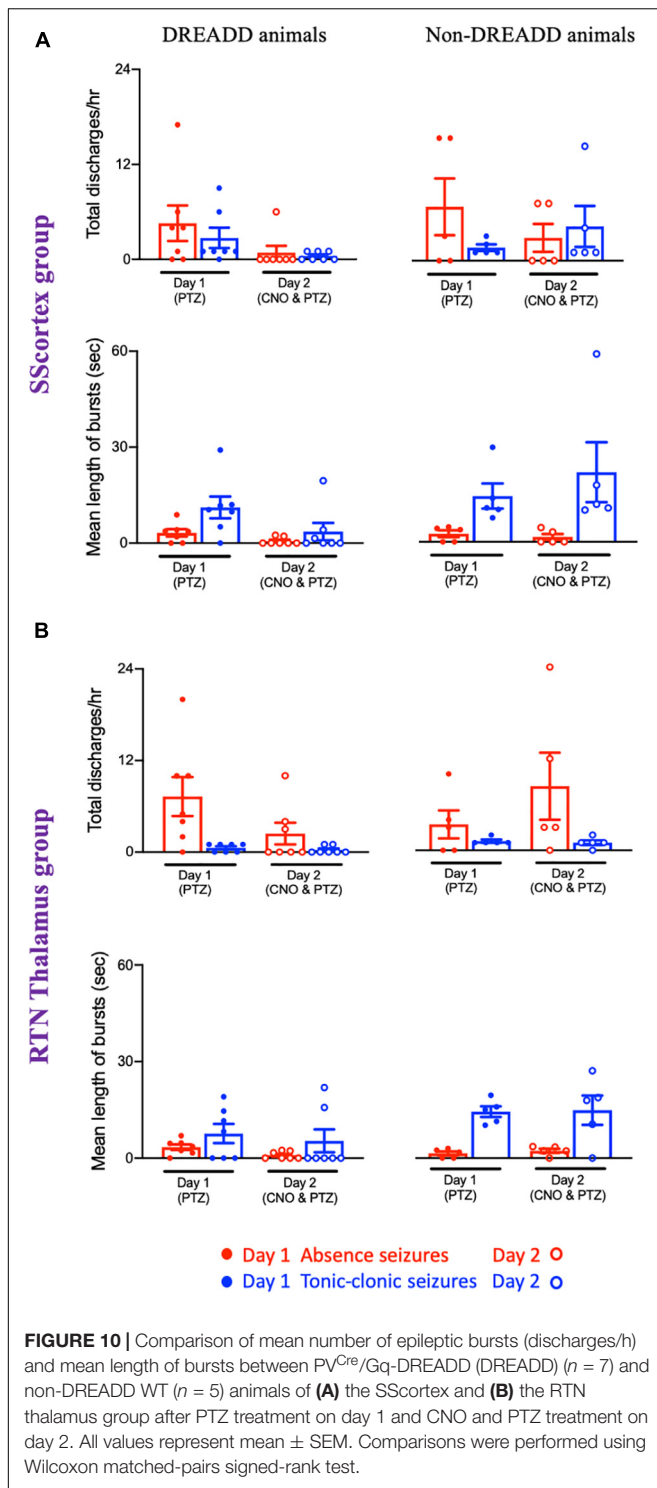 A
DREADD animals
Non-DREADD animals
SScortex group
Total discharges/hr
24
12
0
Day 1
(PTZ)
Day 2
(CNO & PTZ)
Day 1
(PTZ)
Day 2
(CNO & PTZ)
Mean length of bursts (sec)
60
30
0
Day 1
(PTZ)
Day 2
(CNO & PTZ)
Day 1
(PTZ)
Day 2
(CNO & PTZ)
B
RTN Thalamus group
Total discharges/hr
24
12
0
Day 1
(PTZ)
Day 2
(CNO & PTZ)
Day 1
(PTZ)
Day 2
(CNO & PTZ)
Mean length of bursts (sec)
60
30
0
Day 1
(PTZ)
Day 2
(CNO & PTZ)
Day 1
(PTZ)
Day 2
(CNO & PTZ)
Day 1 Absence seizures Day 2
Day 1 Tonic-clonic seizures Day 2
FIGURE 10 | Comparison of mean number of epileptic bursts (discharges/h)
and mean length of bursts between PVCre/Gq-DREADD (DREADD) (n = 7) and
non-DREADD WT (n = 5) animals of (A) the SScortex and (B) the RTN
thalamus group after PTZ treatment on day 1 and CNO and PTZ treatment on
day 2. All values represent mean ± SEM. Comparisons were performed using
Wilcoxon matched-pairs signed-rank test.